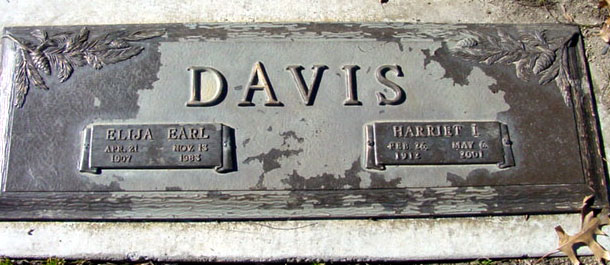 DAVIS
ELIJA EARL
APR. 21 NOV. 13
1907 1983
HARRIET I.
FEB. 26 MAY 6
1912 2001